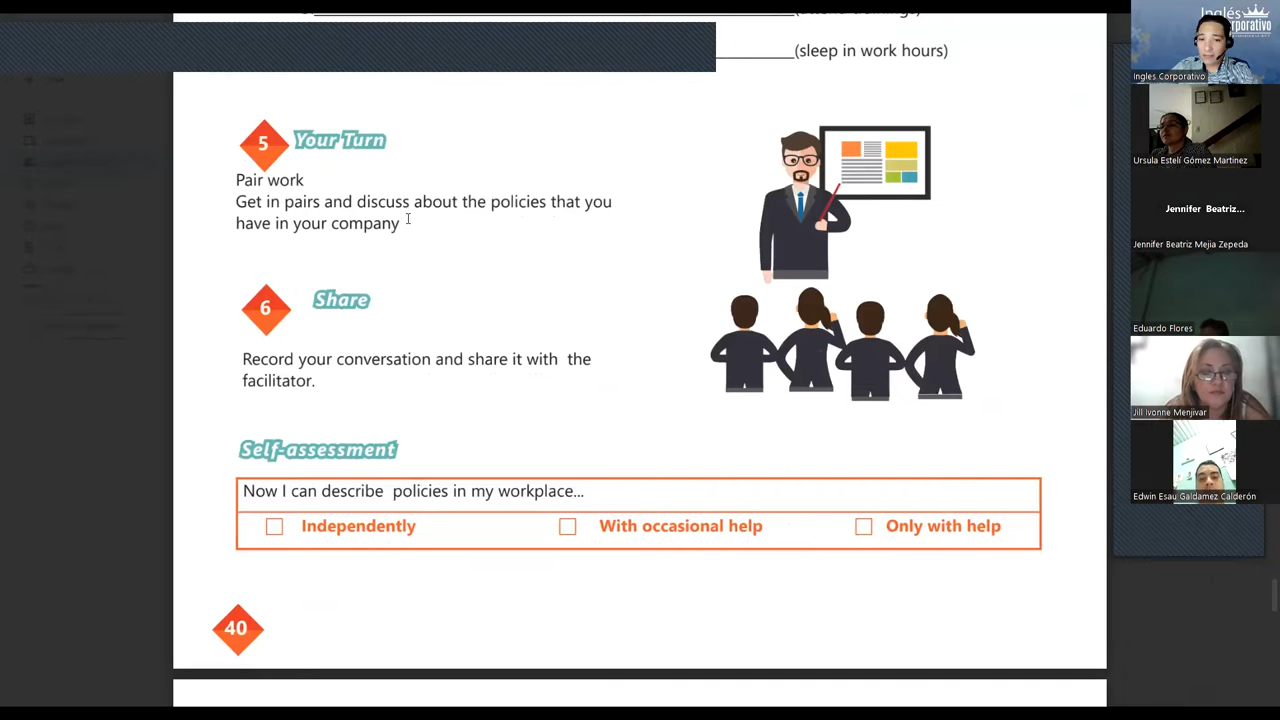 (sleep in work hours)
5 Your Turn
Pair work
Get in pairs and discuss about the policies that you
have in your company
6 Share
Record your conversation and share it with the
facilitator.
Self-assessment
Now I can describe policies in my workplace...
Independently
With occasional help
Only with help
40
Inglés
Corporativo
Ingles Corporativo
Ursula Estelí Gómez Martinez
Jennifer Beatriz...
Jennifer Beatriz Mejia Zepeda
Eduardo Flores
Jill Ivonne Menjivar
Edwin Esau Galdamez Calderón